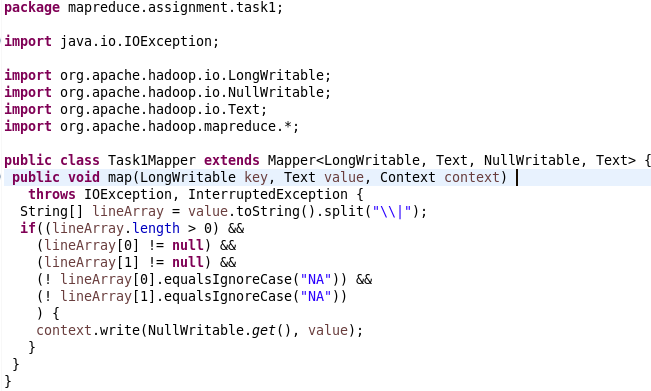 package mapreduce.assignment.task1;
import java.io.IOException;
import org.apache.hadoop.io.LongWritable;
import org.apache.hadoop.io.NullWritable;
import org.apache.hadoop.io.Text;
import org.apache.hadoop.mapreduce.*;
public class Task1Mapper extends Mapper<LongWritable, Text, NullWritable, Text> {
public void map(LongWritable key, Text value, Context context)
throws IOException, InterruptedException {
String[] lineArray = value.toString().split("\\|");
if((lineArray.length > 0) &&
(lineArray[0] != null) &&
(lineArray[1] != null) &&
(! lineArray[0].equalsIgnoreCase("NA")) &&
(! lineArray[1].equalsIgnoreCase("NA"))
) {
context.write(NullWritable.get(), value);
}
}
}